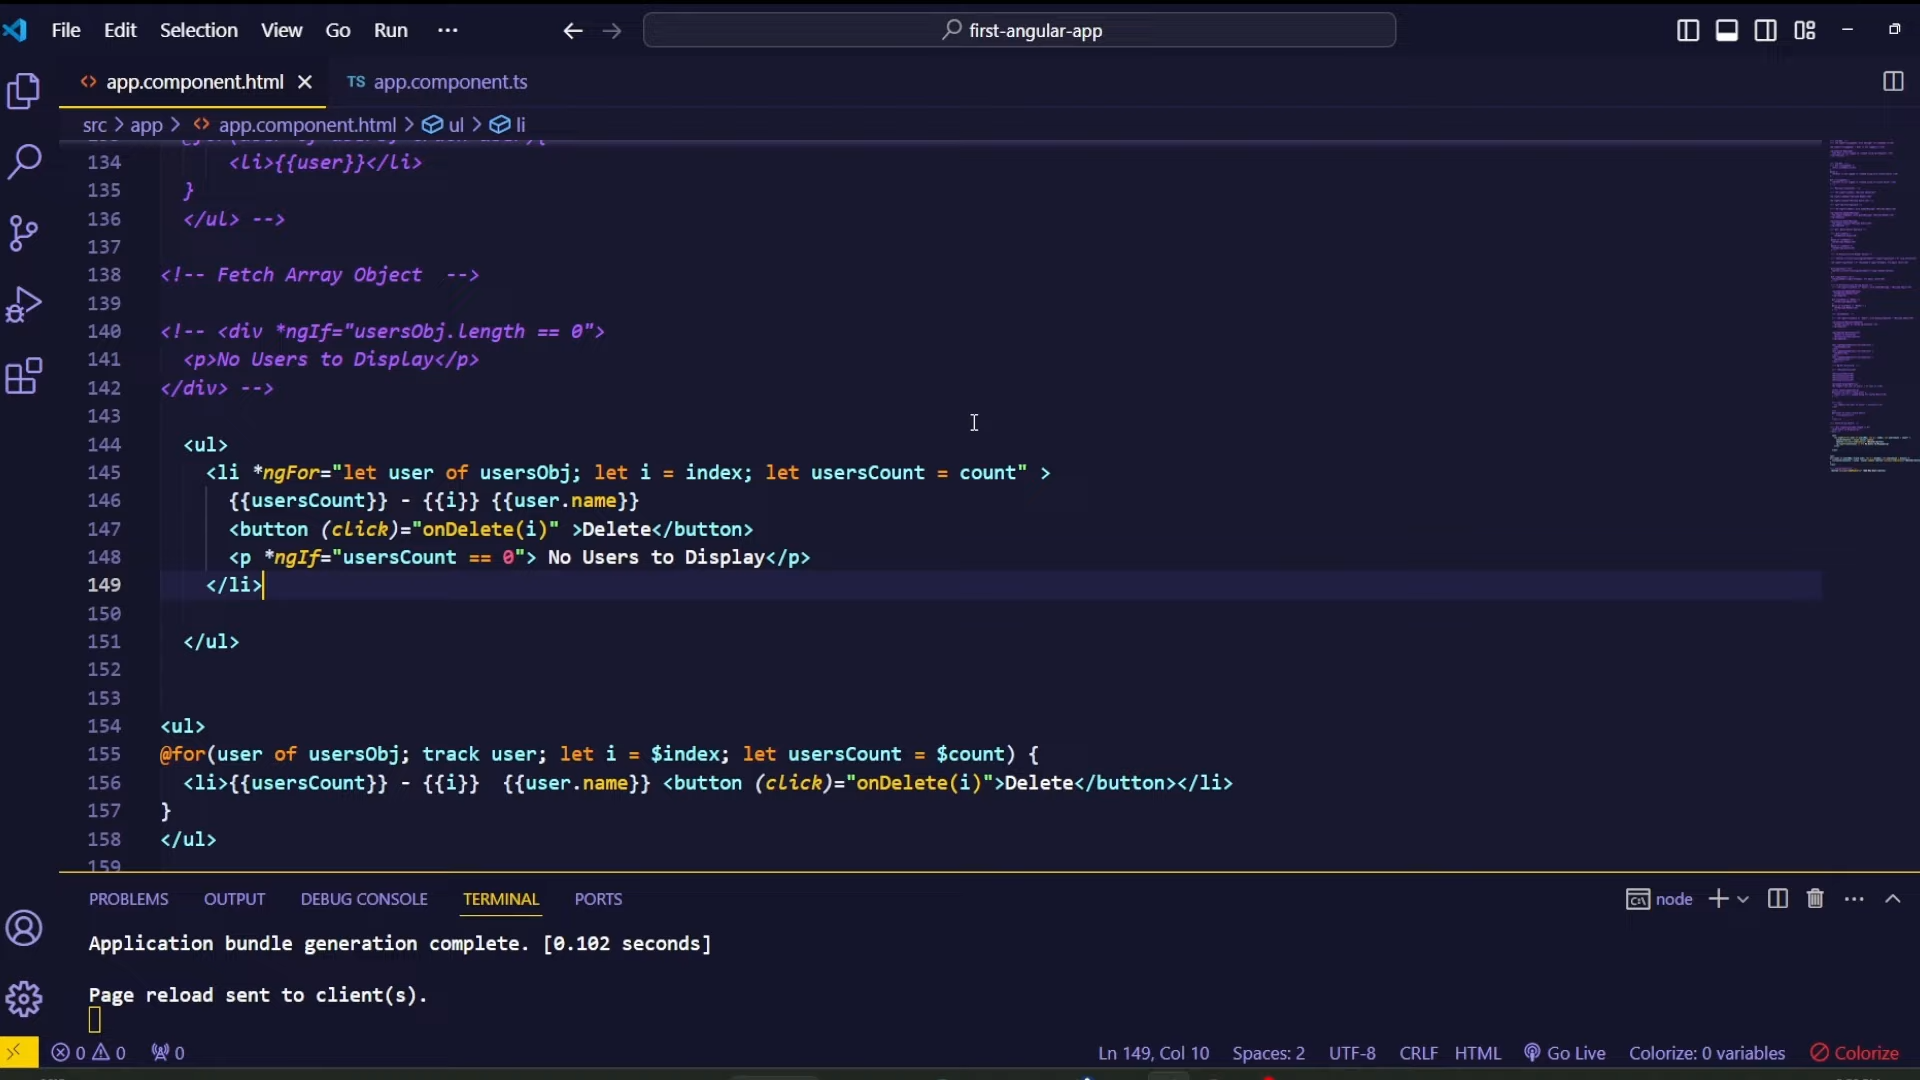 File Edit Selection View Go Run ··· first-angular-app
<> app.component.html × TS app.component.ts
src > app > <> app.component.html > ul > li
134 <li>{{user}}</li>
135 }
136 </ul> -->
137
138 <!-- Fetch Array Object -->
139
140 <!-- <div *ngIf="usersObj.length == 0">
141 <p>No Users to Display</p>
142 </div> -->
143
144 <ul>
145 <li *ngFor="let user of usersObj; let i = index; let usersCount = count" >
146 {{usersCount}} - {{i}} {{user.name}}
147 <button (click)="onDelete(i)" >Delete</button>
148 <p *ngIf="usersCount == 0"> No Users to Display</p>
149 </li>
150
151 </ul>
152
153
154 <ul>
155 @for(user of usersObj; track user; let i = $index; let usersCount = $count) {
156 <li>{{usersCount}} - {{i}}  {{user.name}} <button (click)="onDelete(i)">Delete</button></li>
157 }
158 </ul>
159
PROBLEMS OUTPUT DEBUG CONSOLE TERMINAL PORTS node
Application bundle generation complete. [0.102 seconds]
Page reload sent to client(s).
0 0 0 Ln 149, Col 10 Spaces: 2 UTF-8 CRLF HTML Go Live Colorize: 0 variables Colorize